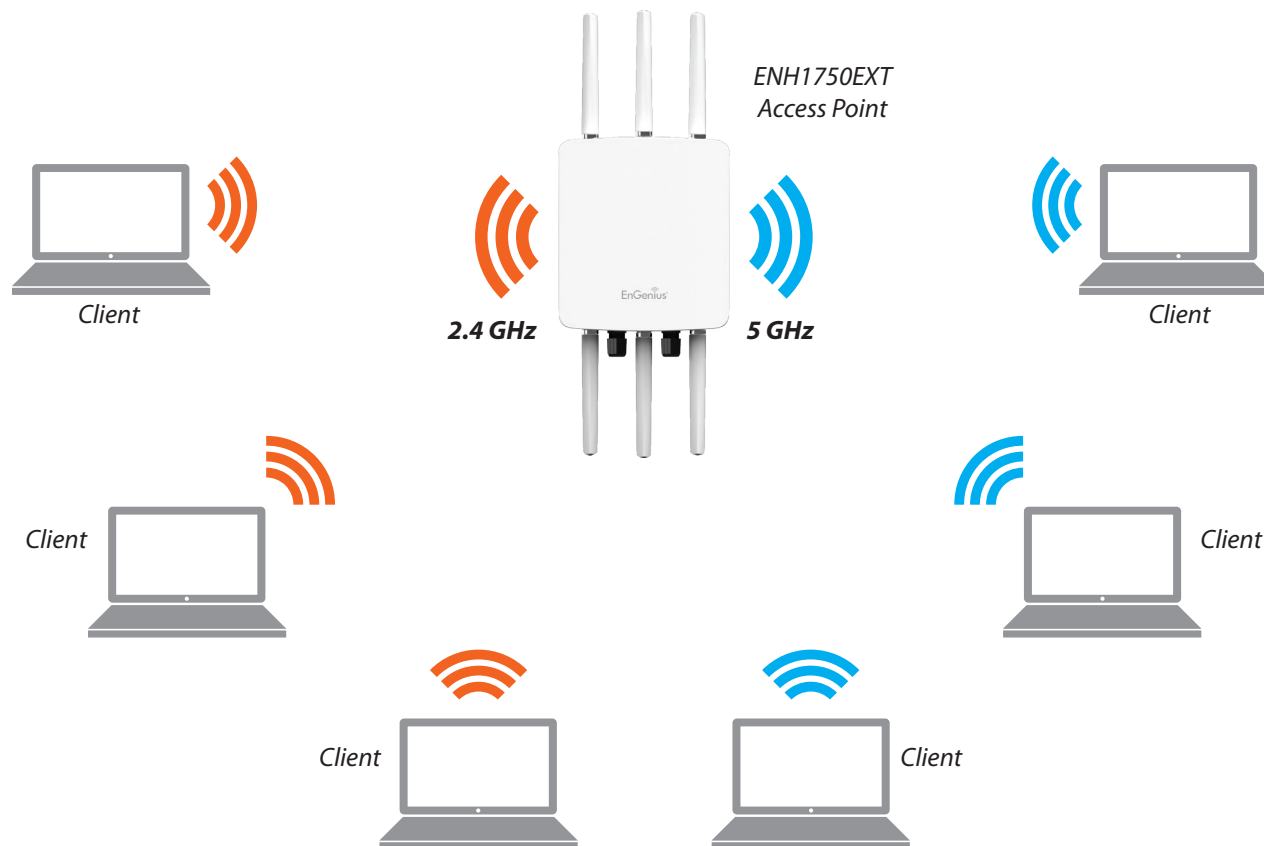 ENH1750EXT
Access Point
EnGenius
2.4 GHz
5 GHz
Client
Client
Client
Client
Client
Client